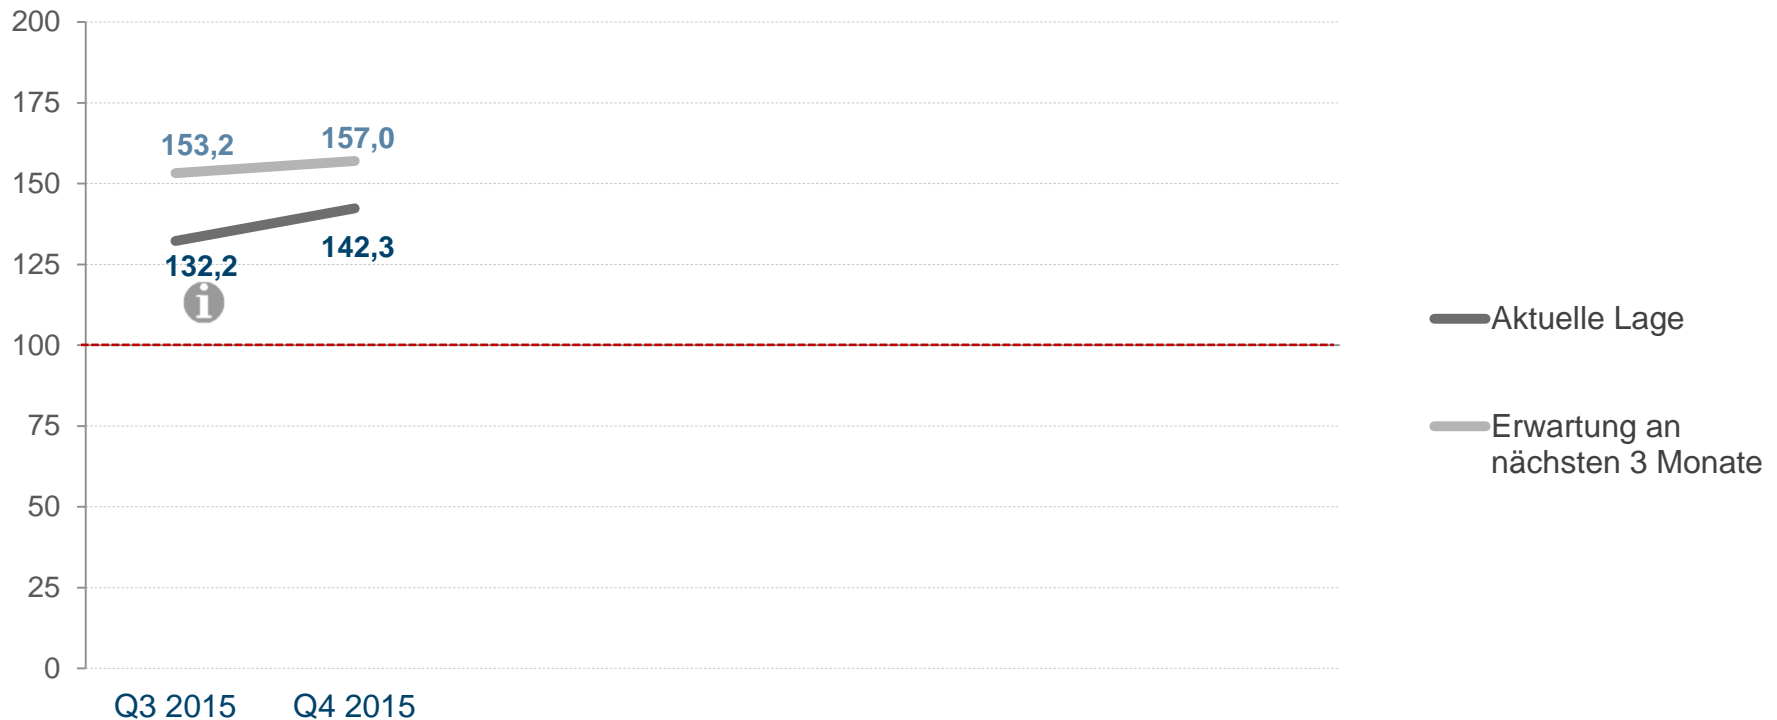 200
175
150
125
100
75
50
25
0
153,2
157,0
132,2
142,3
i
Q3 2015
Q4 2015
Aktuelle Lage
Erwartung an
nächsten 3 Monate